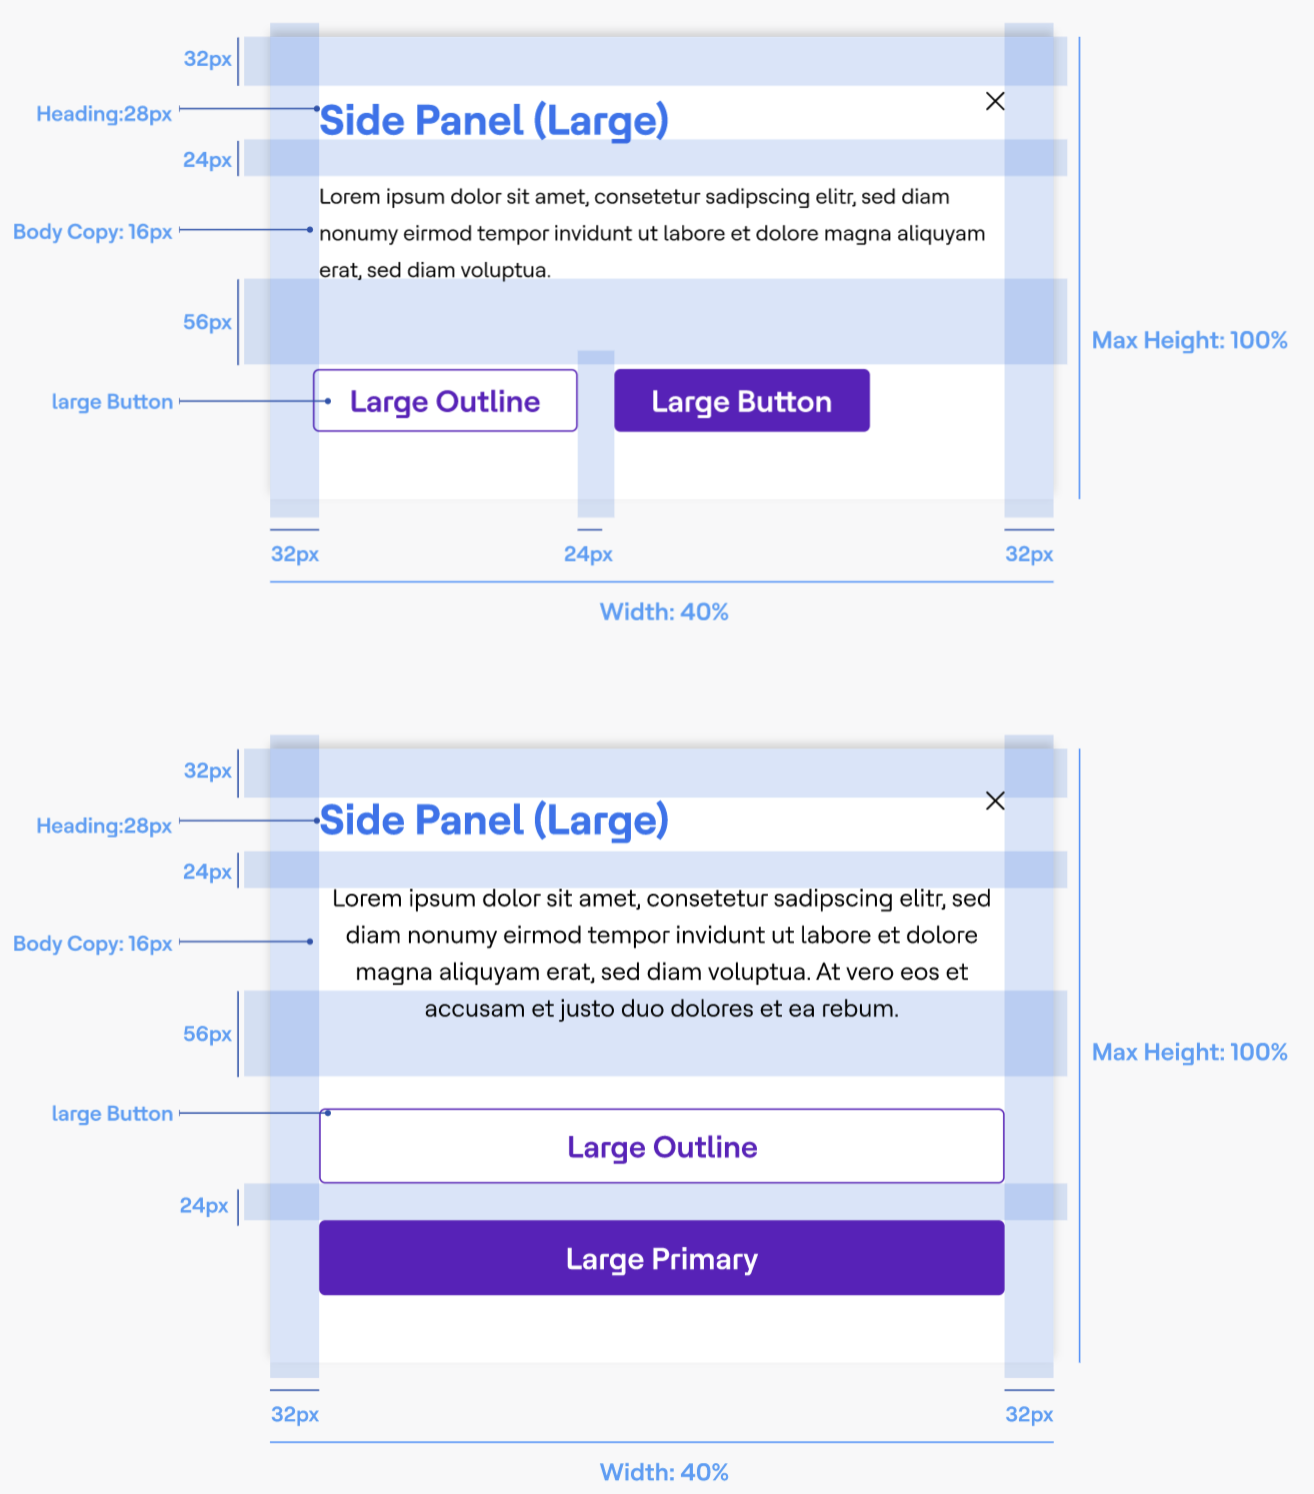 32px
Heading:28px
Side Panel (Large)
24px
Lorem ipsum dolor sit amet, consetetur sadipscing elitr, sed diam
Body Copy: 16px
nonumy eirmod tempor invidunt ut labore et dolore magna aliquyam
erat, sed diam voluptua.
56px
Max Height: 100%
large Button
Large Outline
Large Button
32px
24px
32px
Width: 40%
32px
Heading:28px
Side Panel (Large)
24px
Lorem ipsum dolor sit amet, consetetur sadipscing elitr, sed
diam nonumy eirmod tempor invidunt ut labore et dolore
Body Copy: 16px
magna aliquyam erat, sed diam voluptua. At vero eos et
accusam et justo duo dolores et ea rebum.
56px
Max Height: 100%
large Button
Large Outline
24px
Large Primary
32px
32px
Width: 40%